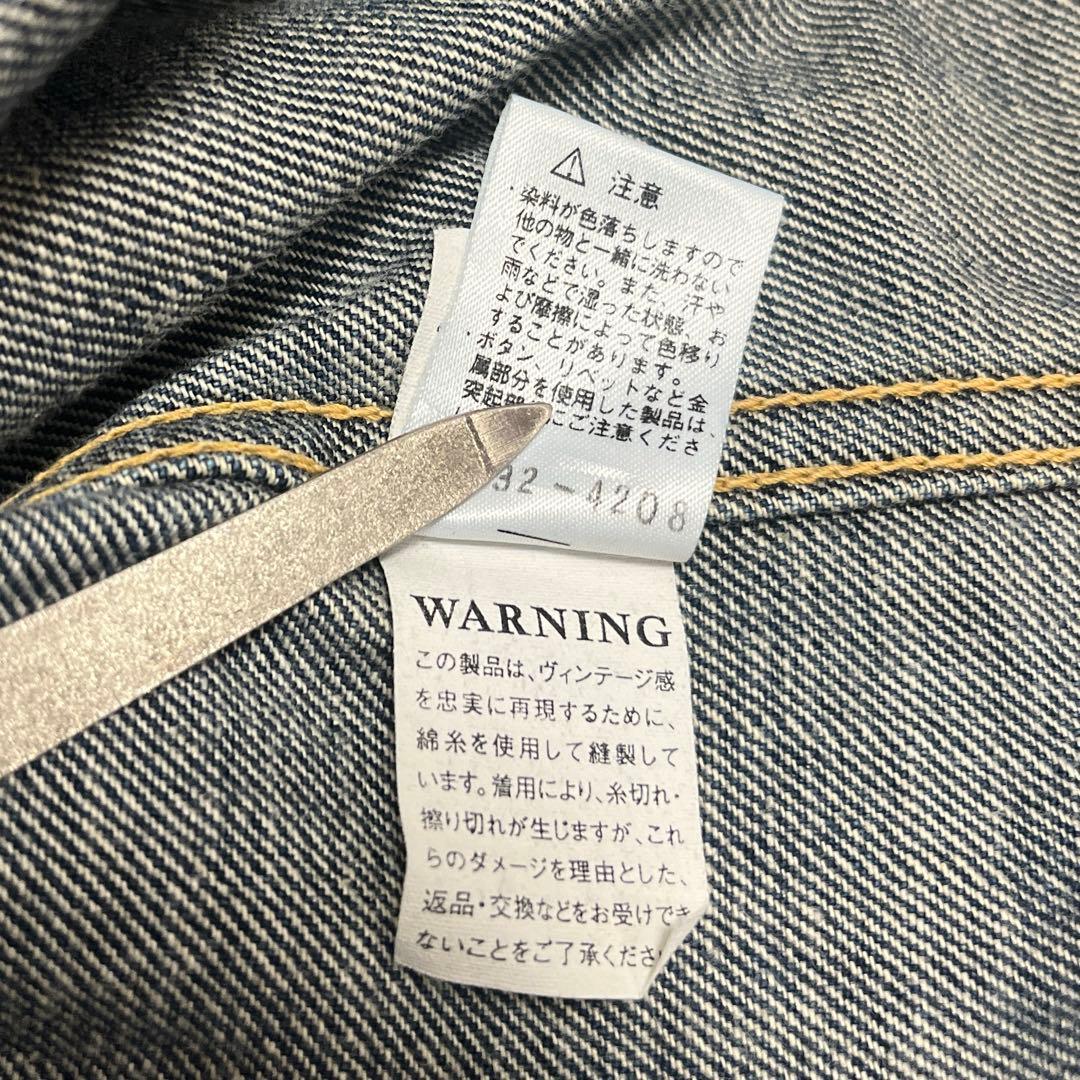 ⚠ 注意
・染料が色落ちしますので
他の物と一緒に洗わない
でください。また、汗や
雨などで湿った状態、お
よび摩擦によって色移り
することがあります。
・ボタン、リベットなど金
属部分を使用した製品は、
突起部 にご注意くださ
92-4208
WARNING
この製品は、ヴィンテージ感
を忠実に再現するために、
綿糸を使用して縫製して
います。着用により、糸切れ・
擦り切れが生じますが、これ
らのダメージを理由とした、
返品・交換などをお受けでき
ないことをご了承くださ